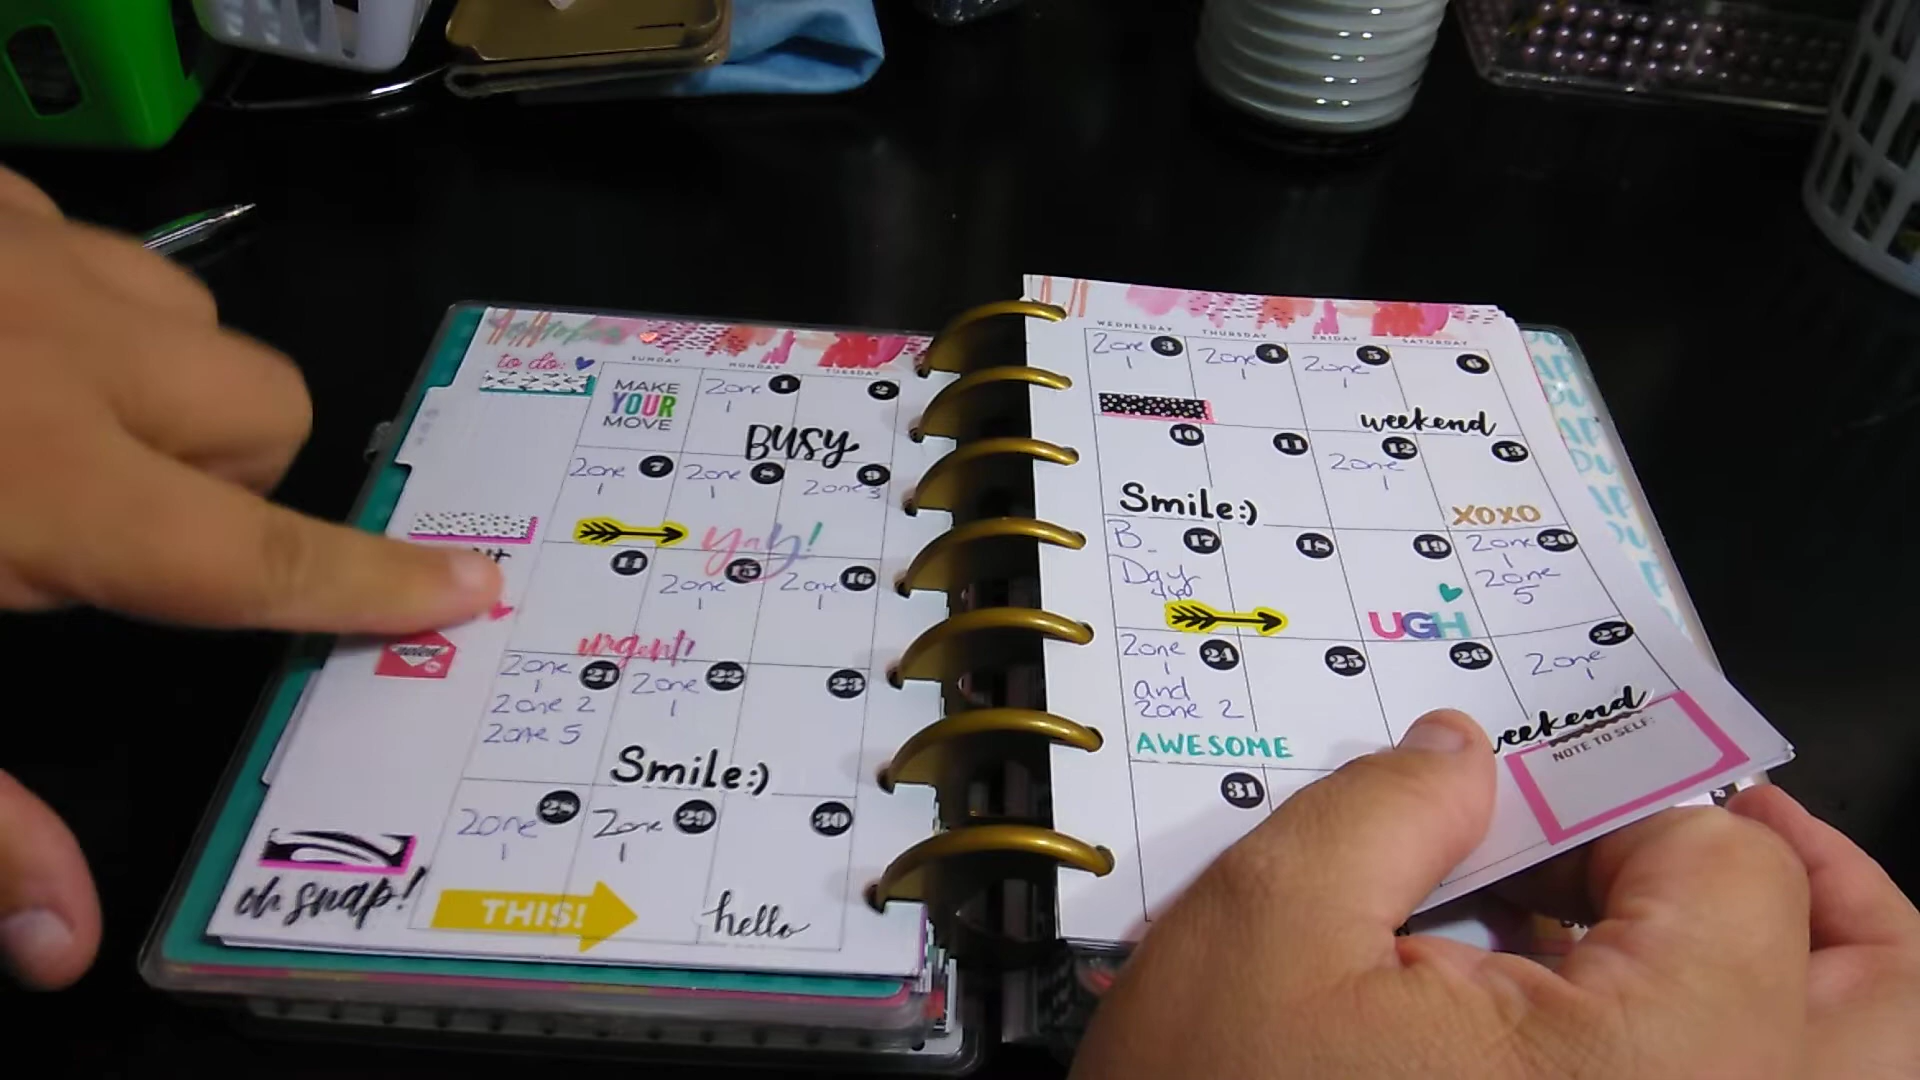 to do:
SUNDAY
MONDAY
TUESDAY
MAKE
YOUR
MOVE
Zone 1
1
2
BUSY
Zone 7
1
Zone 8
1
Zone 3 9
yay!
14
Zone 15
1
Zone 16
1
urgent!
noted
Zone 21
1
Zone 2
Zone 5
Zone 22
1
23
Smile:)
Zone 28
1
Zone 29
1
30
oh snap!
THIS!
hello
WEDNESDAY
THURSDAY
FRIDAY
SATURDAY
Zone 3
1
Zone 4
1
Zone 5
1
6
weekend
10
11
Zone 12
1
13
Smile:)
XOXO
B. 17
Day
18
19
Zone 20
1
Zone
5
UGH
Zone 24
1
and
Zone 2
25
26
Zone 27
1
AWESOME
weekend
NOTE TO SELF:
31